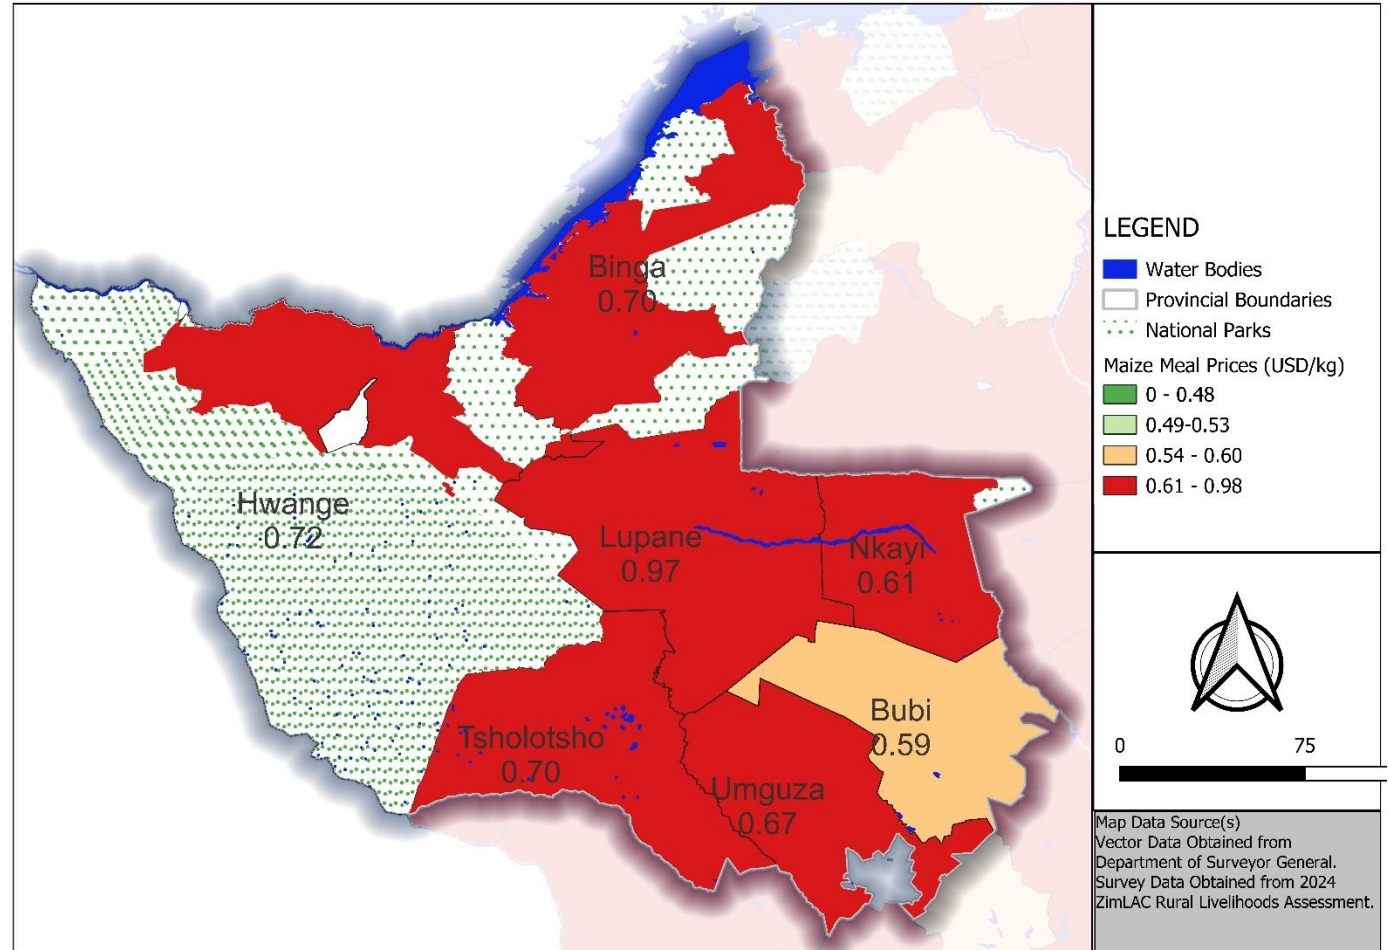 Binga
0.70
Hwange
0.72
Lupane
0.97
Nkayi
0.61
Bubi
0.59
Tsholotsho
0.70
Umguza
0.67
LEGEND
Water Bodies
Provincial Boundaries
National Parks
Maize Meal Prices (USD/kg)
0 - 0.48
0.49-0.53
0.54 - 0.60
0.61 - 0.98
0 75
Map Data Source(s)
Vector Data Obtained from
Department of Surveyor General.
Survey Data Obtained from 2024
ZimLAC Rural Livelihoods Assessment.